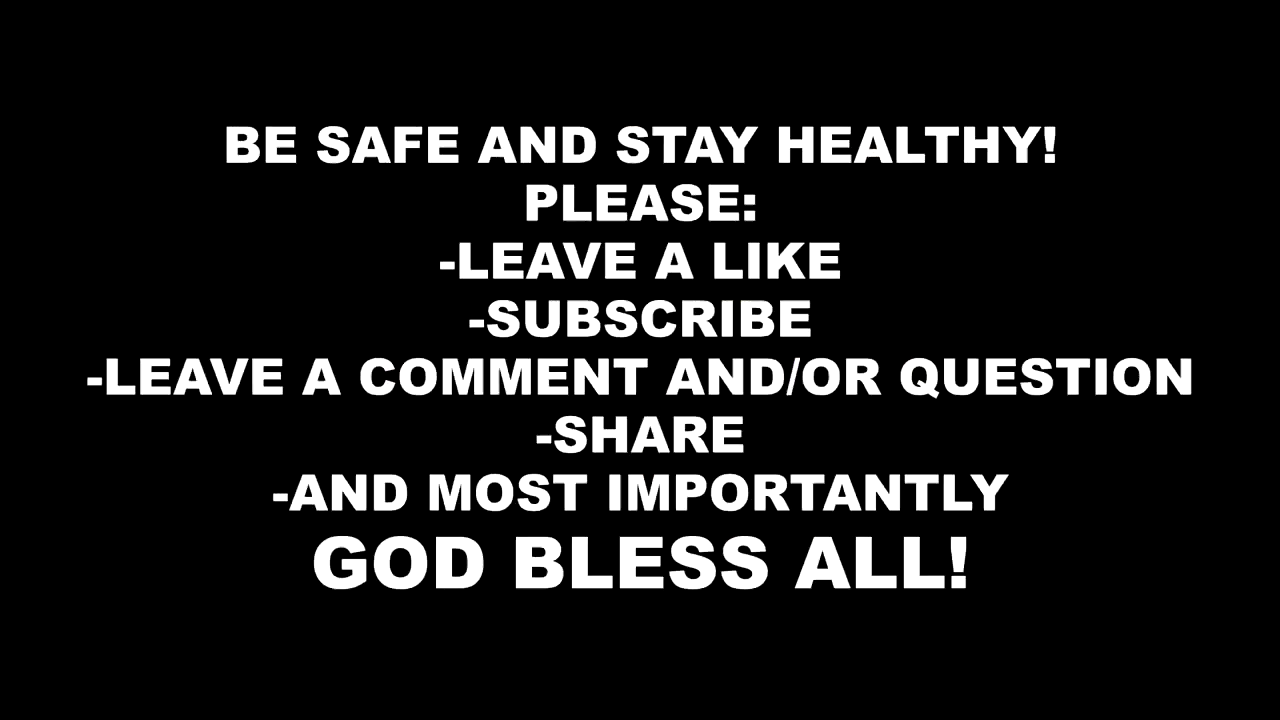 BE SAFE AND STAY HEALTHY!
PLEASE:
-LEAVE A LIKE
-SUBSCRIBE
-LEAVE A COMMENT AND/OR QUESTION
-SHARE
-AND MOST IMPORTANTLY
GOD BLESS ALL!